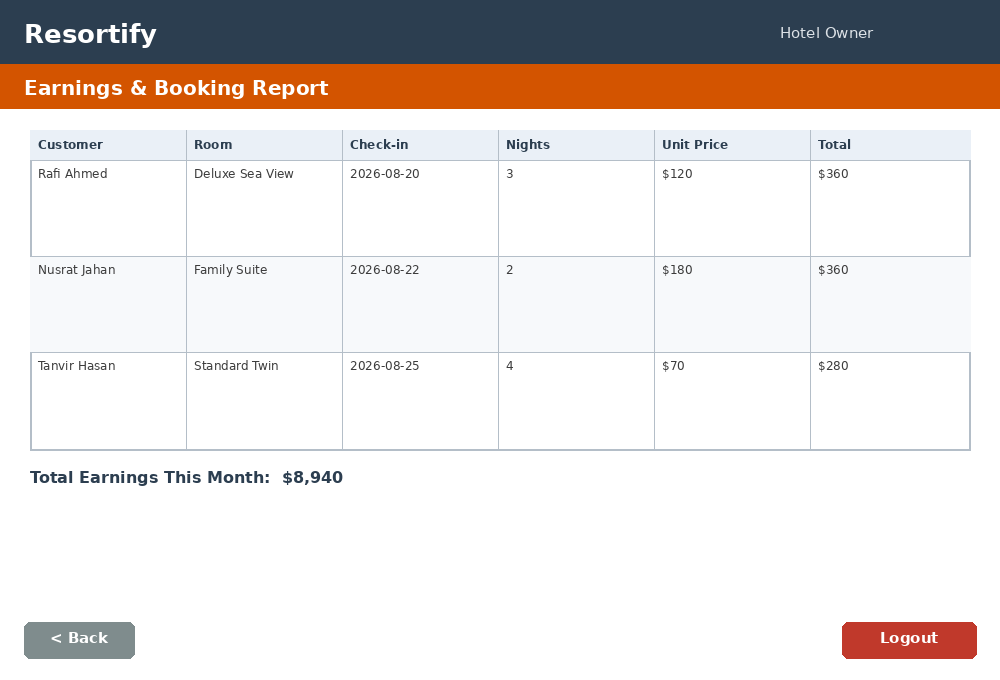 Resortify
Hotel Owner
Earnings & Booking Report
Customer Room Check-in Nights Unit Price Total
Rafi Ahmed Deluxe Sea View 2026-08-20 3 $120 $360
Nusrat Jahan Family Suite 2026-08-22 2 $180 $360
Tanvir Hasan Standard Twin 2026-08-25 4 $70 $280
Total Earnings This Month: $8,940
< Back
Logout